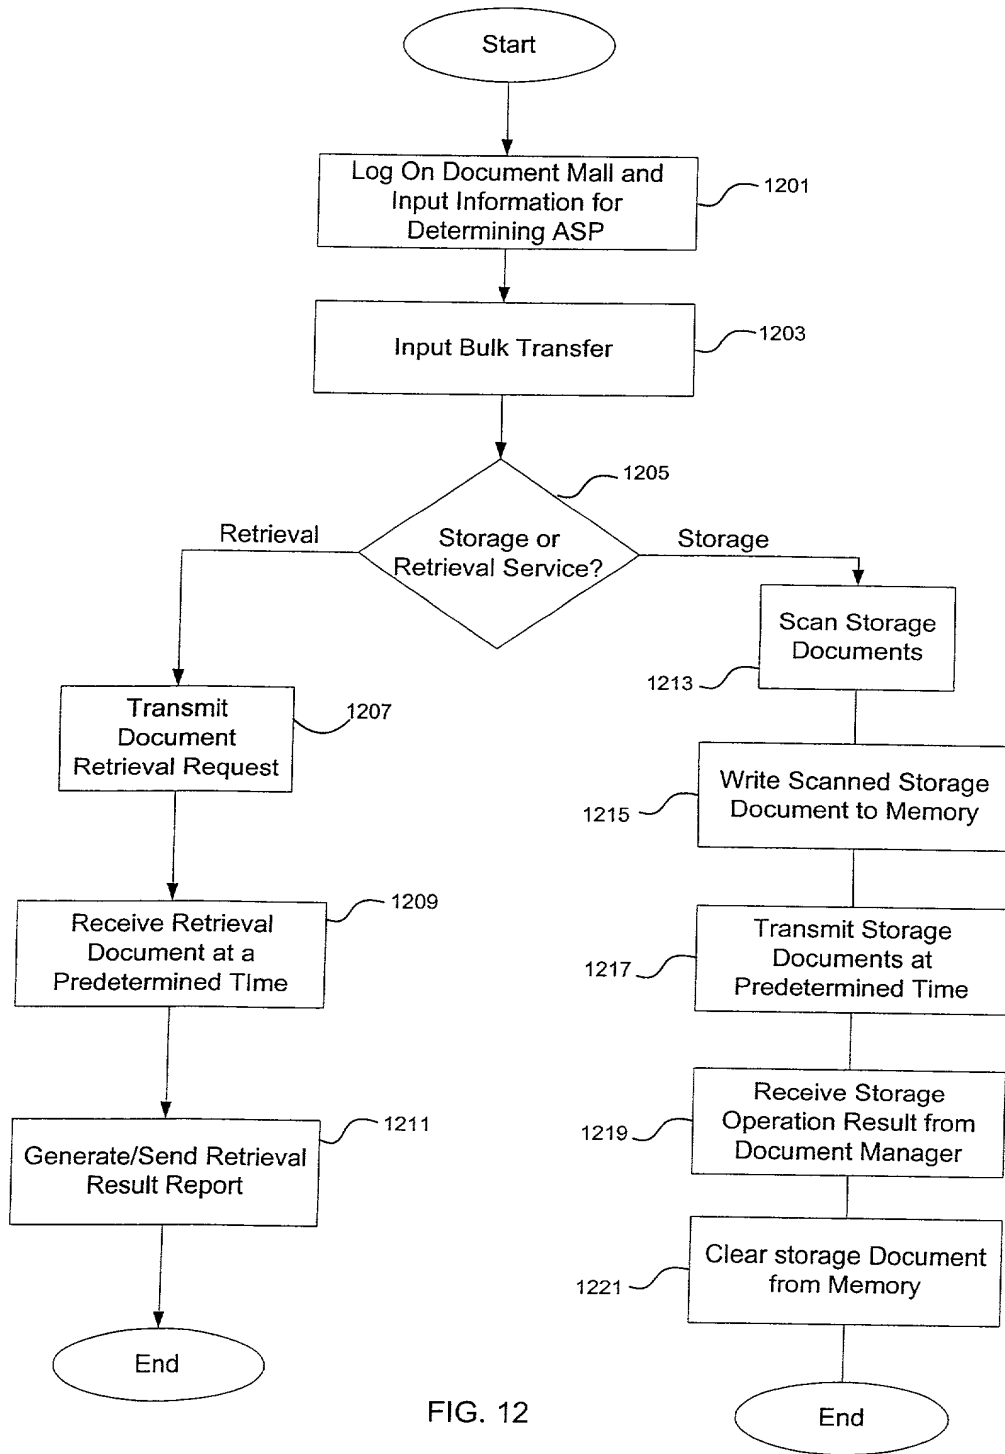 Start
Log On Document Mall and
Input Information for
Determining ASP
1201
Input Bulk Transfer
1203
1205
Retrieval
Storage or
Retrieval Service?
Storage
Transmit
Document
Retrieval Request
1207
Receive Retrieval
Document at a
Predetermined TIme
1209
Generate/Send Retrieval
Result Report
1211
End
Scan Storage
Documents
1213
Write Scanned Storage
Document to Memory
1215
Transmit Storage
Documents at
Predetermined Time
1217
Receive Storage
Operation Result from
Document Manager
1219
Clear storage Document
from Memory
1221
End
FIG. 12